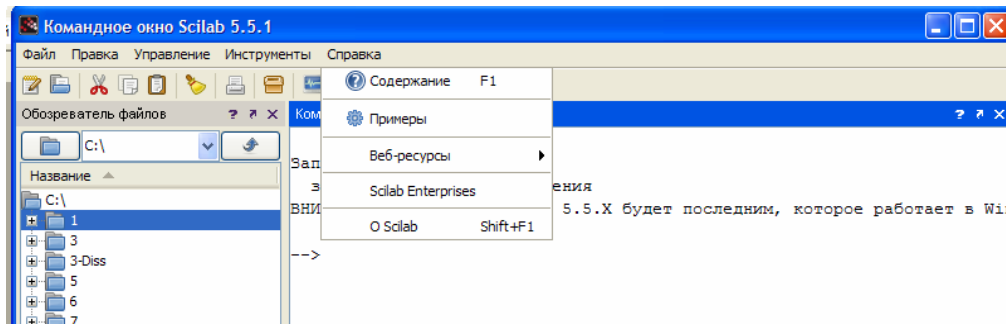 Командное окно Scilab 5.5.1
Файл Правка Управление Инструменты Справка
Содержание F1
Примеры
Веб-ресурсы
Scilab Enterprises
О Scilab Shift+F1
Обозреватель файлов ? Ком ?
C:\
Название
C:\
1
3
3-Diss
5
6
7
Зап
з ения
ВНИ 5.5.X будет последним, которое работает в Wi
-->